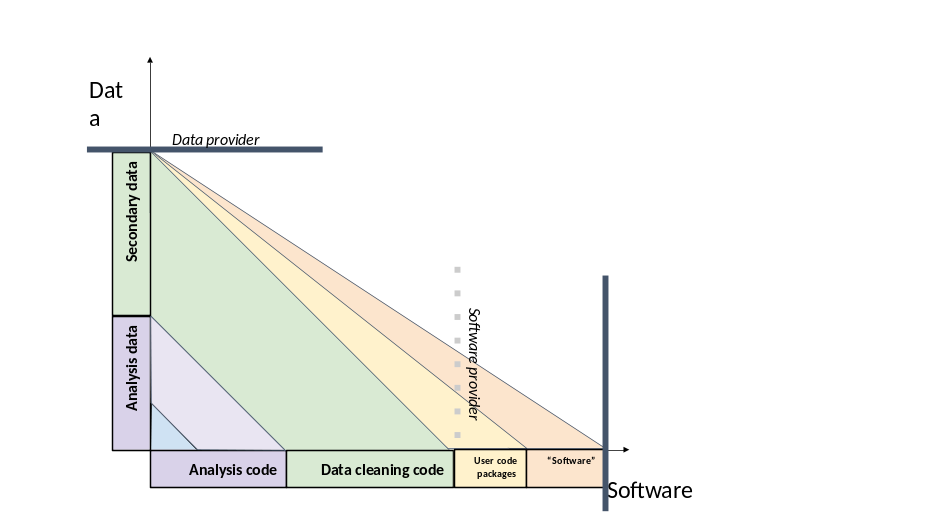 Dat
a
Data provider
Secondary data
Software provider
Analysis data
Analysis code
Data cleaning code
User code
packages
“Software”
Software